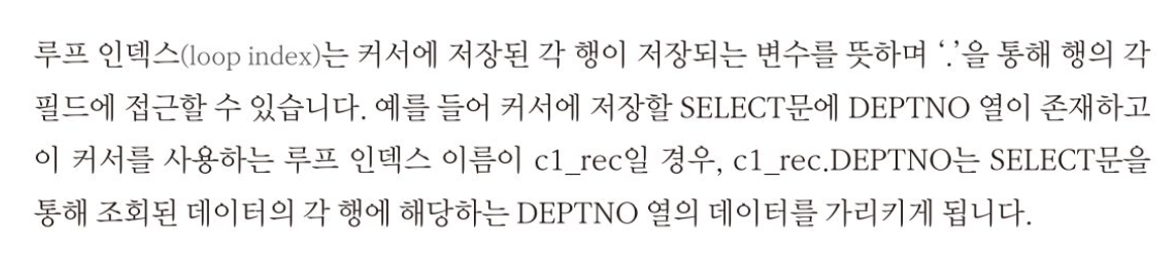 루프 인덱스(loop index)는 커서에 저장된 각 행이 저장되는 변수를 뜻하며 ‘.’을 통해 행의 각
필드에 접근할 수 있습니다. 예를 들어 커서에 저장할 SELECT문에 DEPTNO 열이 존재하고
이 커서를 사용하는 루프 인덱스 이름이 c1_rec일 경우, c1_rec.DEPTNO는 SELECT문을
통해 조회된 데이터의 각 행에 해당하는 DEPTNO 열의 데이터를 가리키게 됩니다.